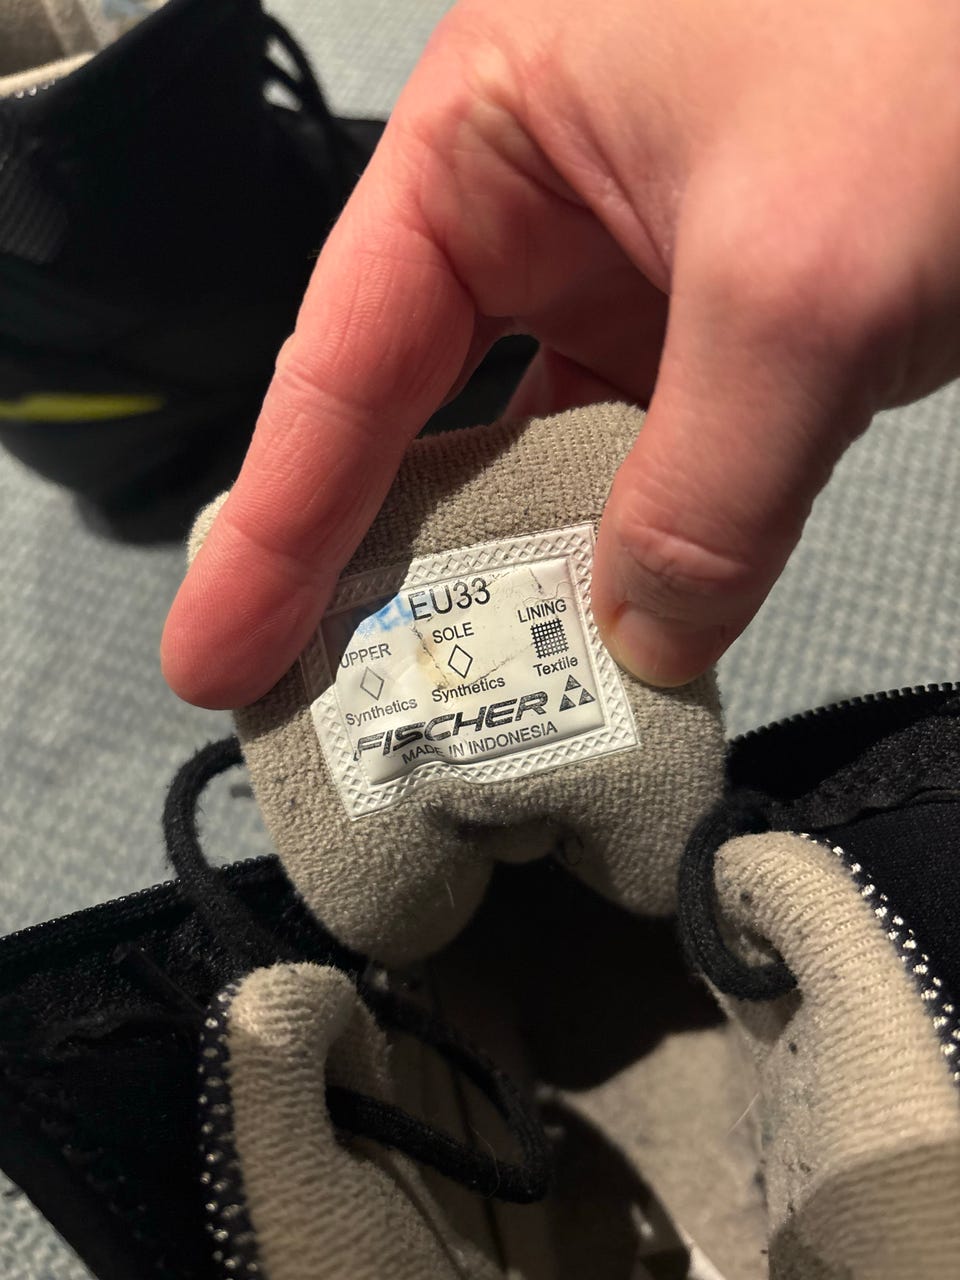 EU33
UPPER SOLE LINING
Synthetics Synthetics Textile
FISCHER
MADE IN INDONESIA